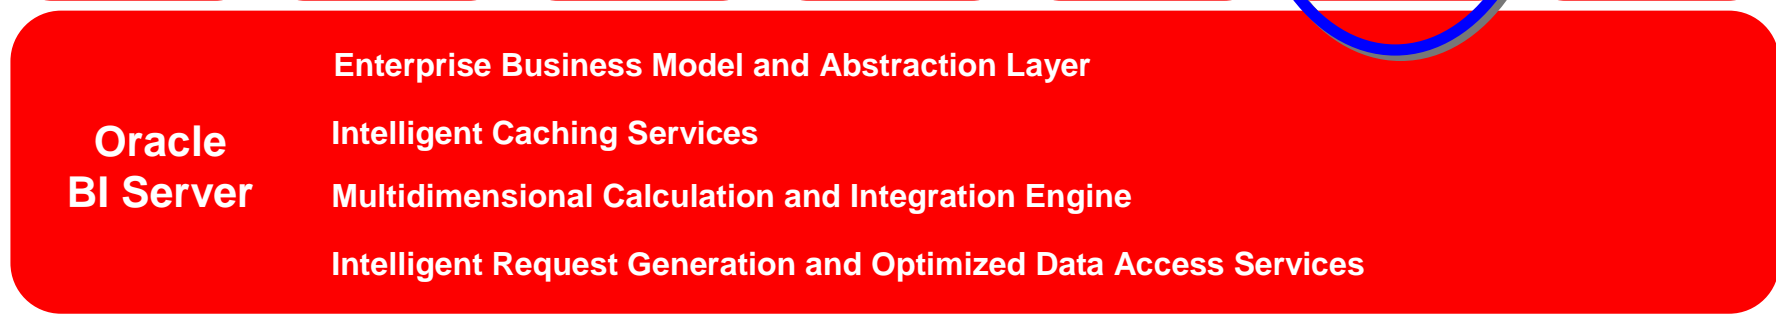 Enterprise Business Model and Abstraction Layer
Oracle
BI Server
Intelligent Caching Services
Multidimensional Calculation and Integration Engine
Intelligent Request Generation and Optimized Data Access Services